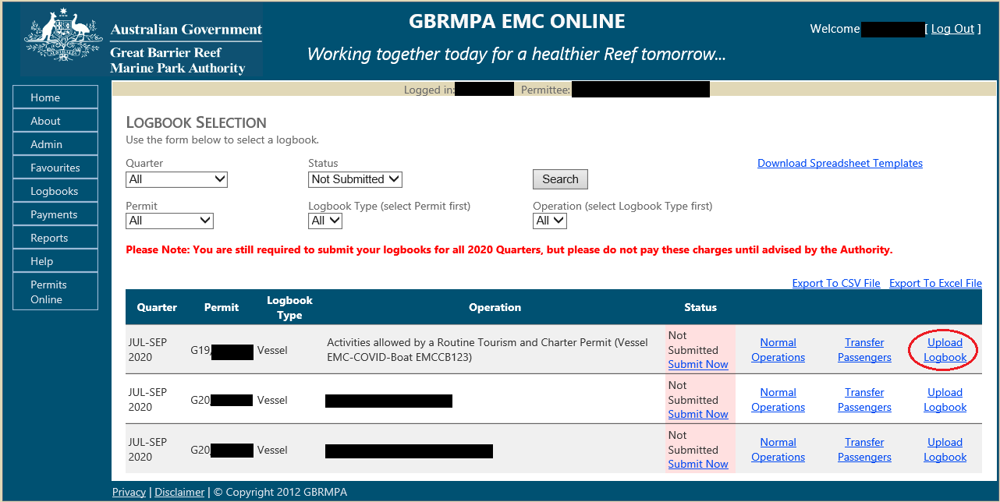 GBRMPA EMC ONLINE
Australian Government
Great Barrier Reef
Marine Park Authority
Working together today for a healthier Reef tomorrow...
Welcome [ Log Out ]
Home
About
Admin
Favourites
Logbooks
Payments
Reports
Help
Permits
Online
Logged in: Permittee:
LOGBOOK SELECTION
Use the form below to select a logbook.
Quarter Status
All Not Submitted Search Download Spreadsheet Templates
Permit Logbook Type (select Permit first) Operation (select Logbook Type first)
All All All
Please Note: You are still required to submit your logbooks for all 2020 Quarters, but please do not pay these charges until advised by the Authority.
Export To CSV File Export To Excel File
Quarter Permit Logbook Type Operation Status
JUL-SEP 2020 G19, Vessel Activities allowed by a Routine Tourism and Charter Permit (Vessel EMC-COVID-Boat EMCCB123) Not Submitted Submit Now Normal Operations Transfer Passengers Upload Logbook
JUL-SEP 2020 G20, Vessel Not Submitted Submit Now Normal Operations Transfer Passengers Upload Logbook
JUL-SEP 2020 G20, Vessel Not Submitted Submit Now Normal Operations Transfer Passengers Upload Logbook
Privacy | Disclaimer | © Copyright 2012 GBRMPA